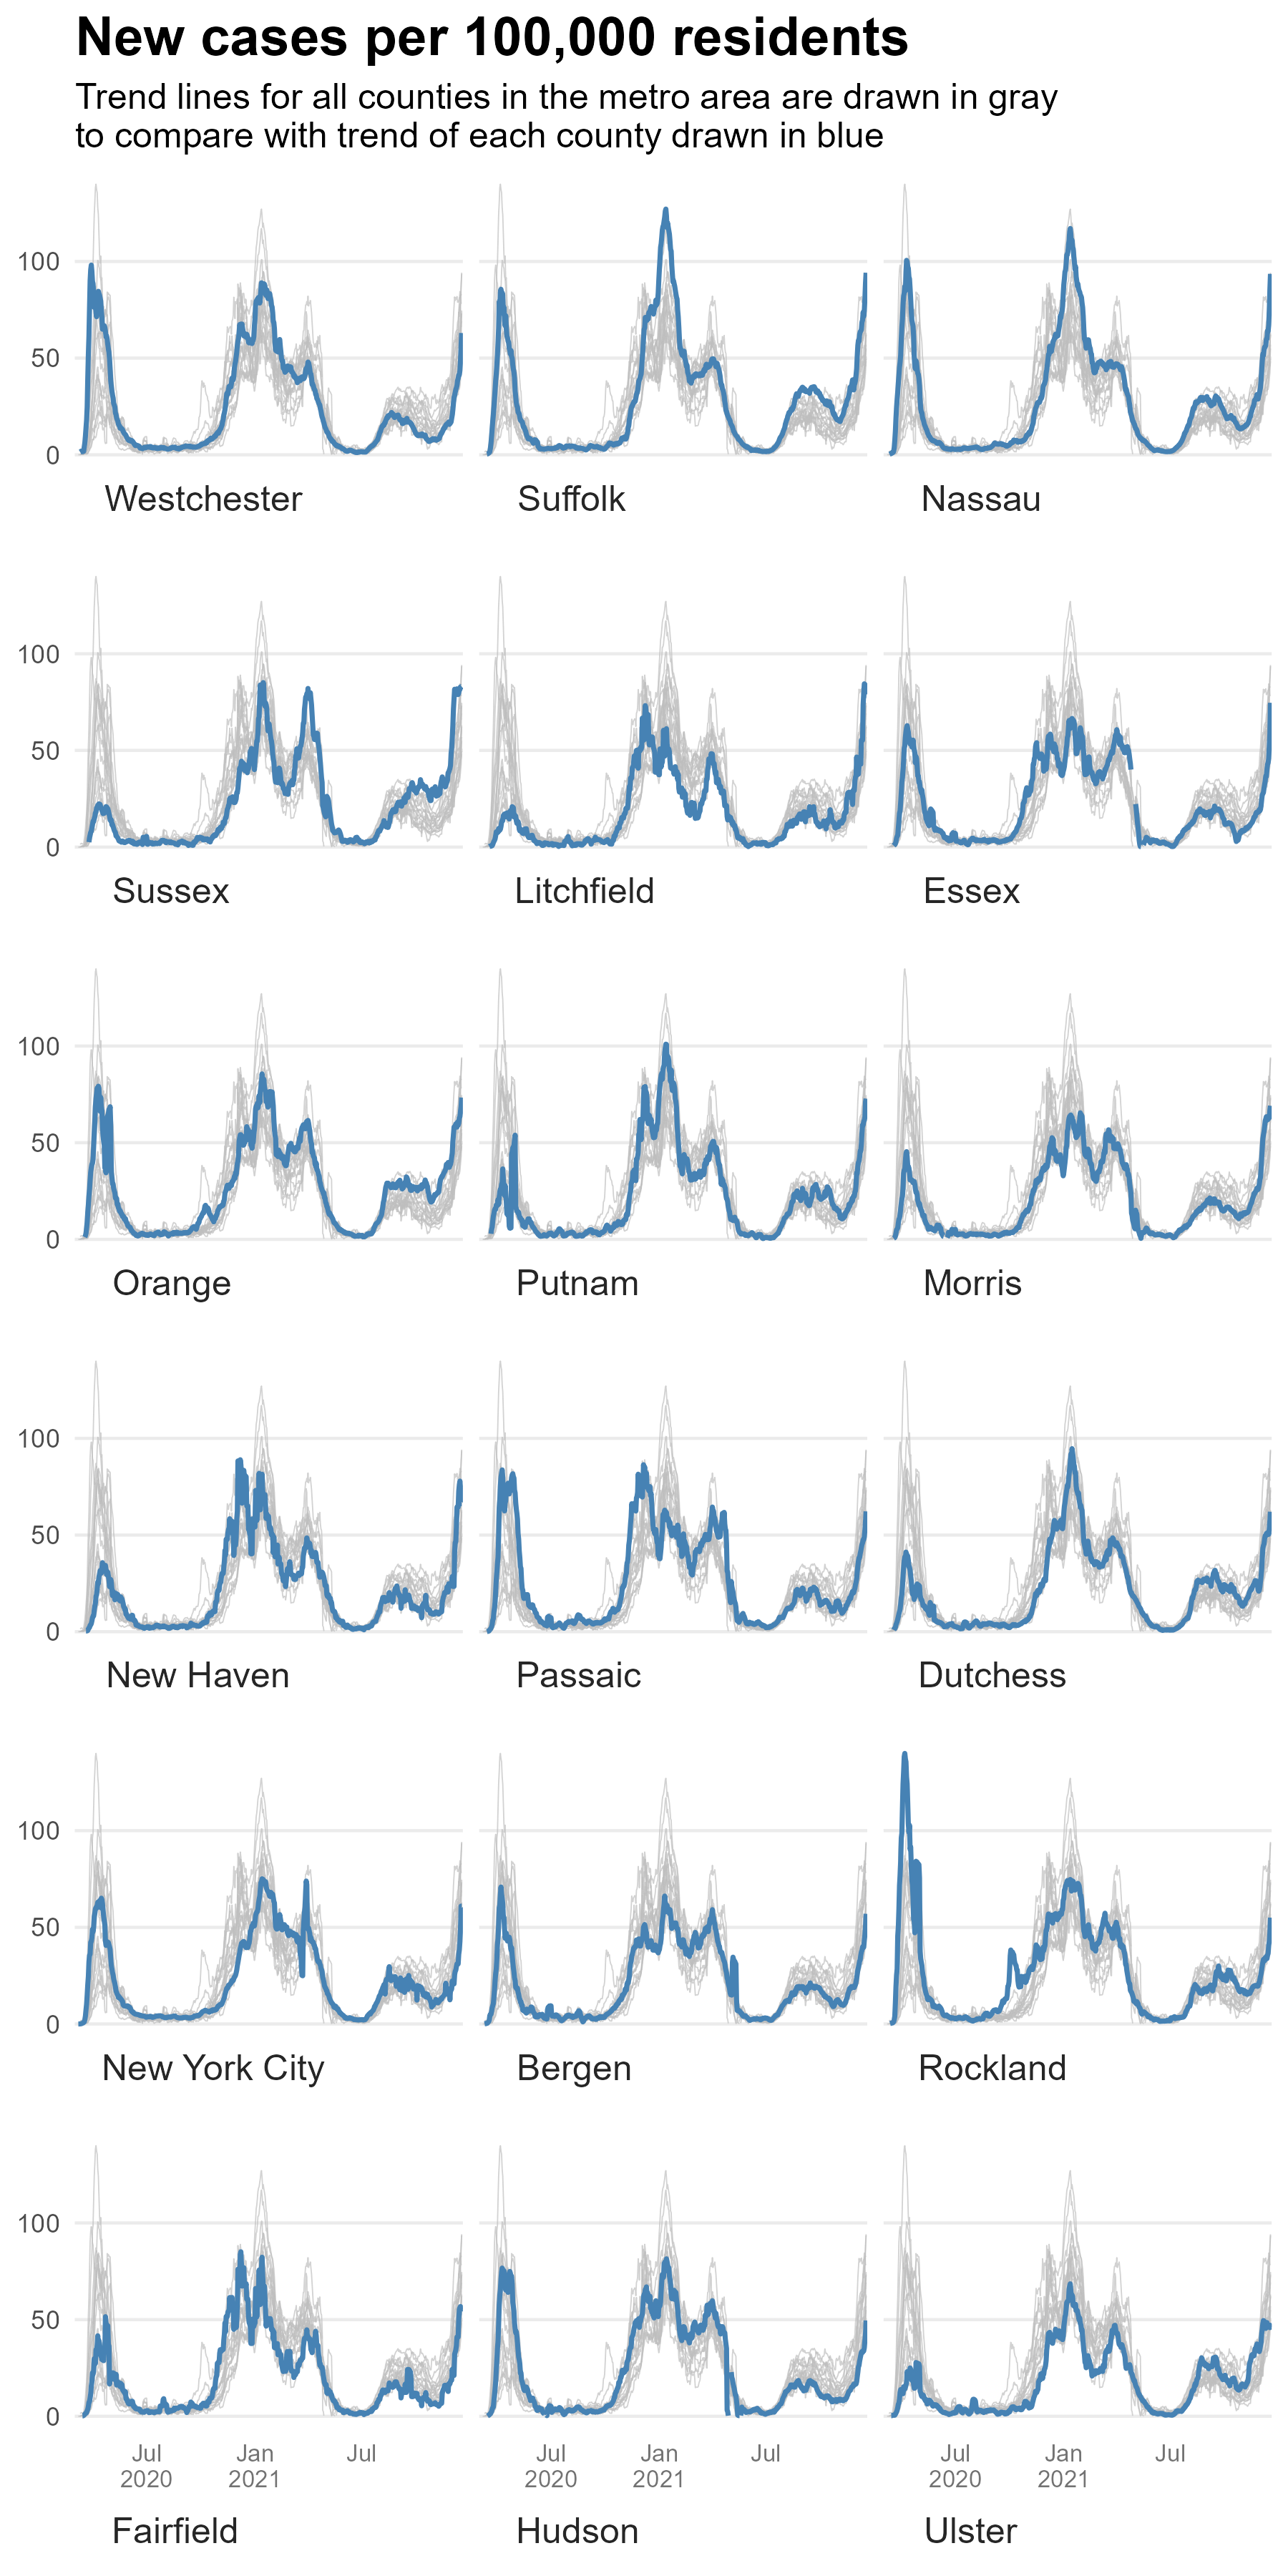 New cases per 100,000 residents
Trend lines for all counties in the metro area are drawn in gray
to compare with trend of each county drawn in blue
100
50
0
Westchester Suffolk Nassau
100
50
0
Sussex Litchfield Essex
100
50
0
Orange Putnam Morris
100
50
0
New Haven Passaic Dutchess
100
50
0
New York City Bergen Rockland
100
50
0
Jul Jan Jul Jul Jan Jul Jul Jan Jul
2020 2021 2020 2021 2020 2021
Fairfield Hudson Ulster